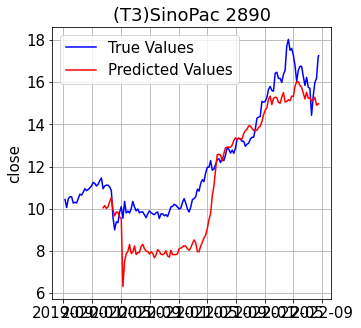 (T3)SinoPac 2890
True Values
Predicted Values
close
18
16
14
12
10
8
6